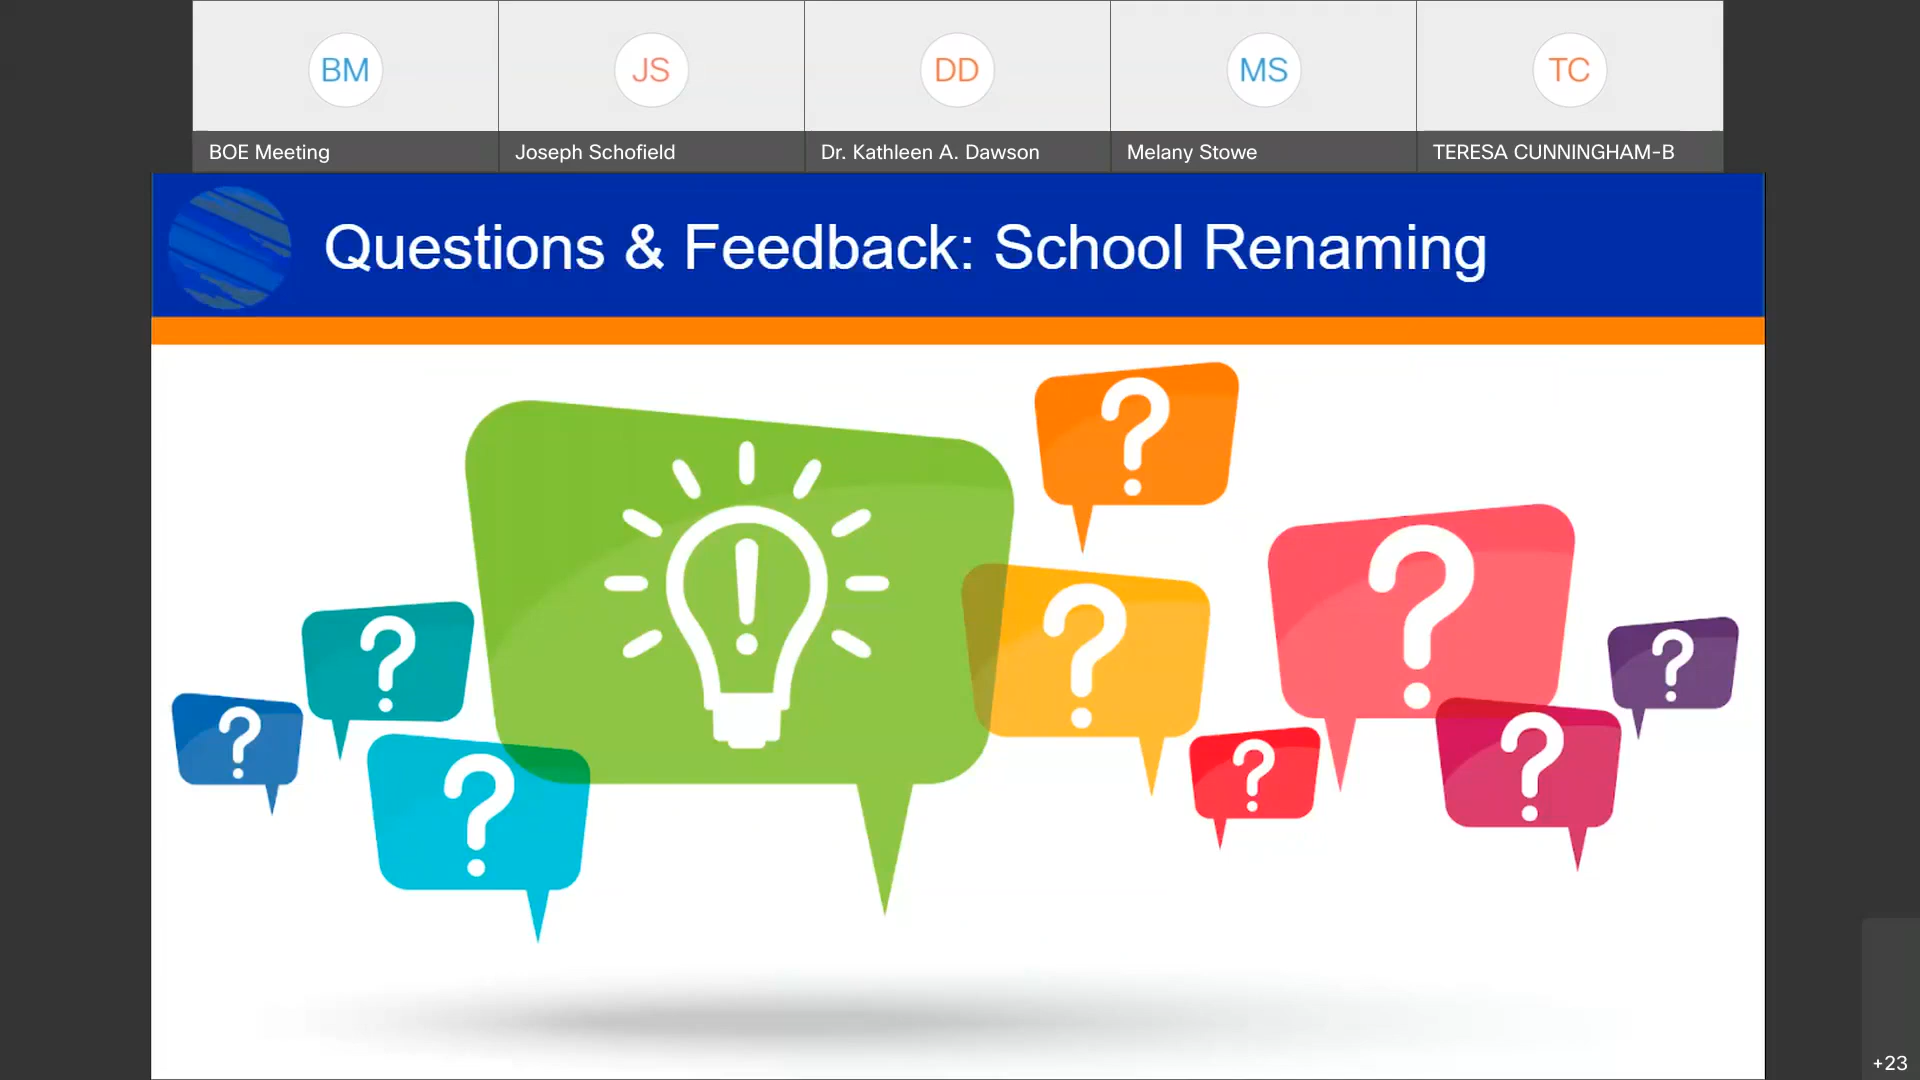 BM
JS
DD
MS
TC
BOE Meeting
Joseph Schofield
Dr. Kathleen A. Dawson
Melany Stowe
TERESA CUNNINGHAM-B
Questions & Feedback: School Renaming
?
?
?
?
!
?
?
?
?
?
+23